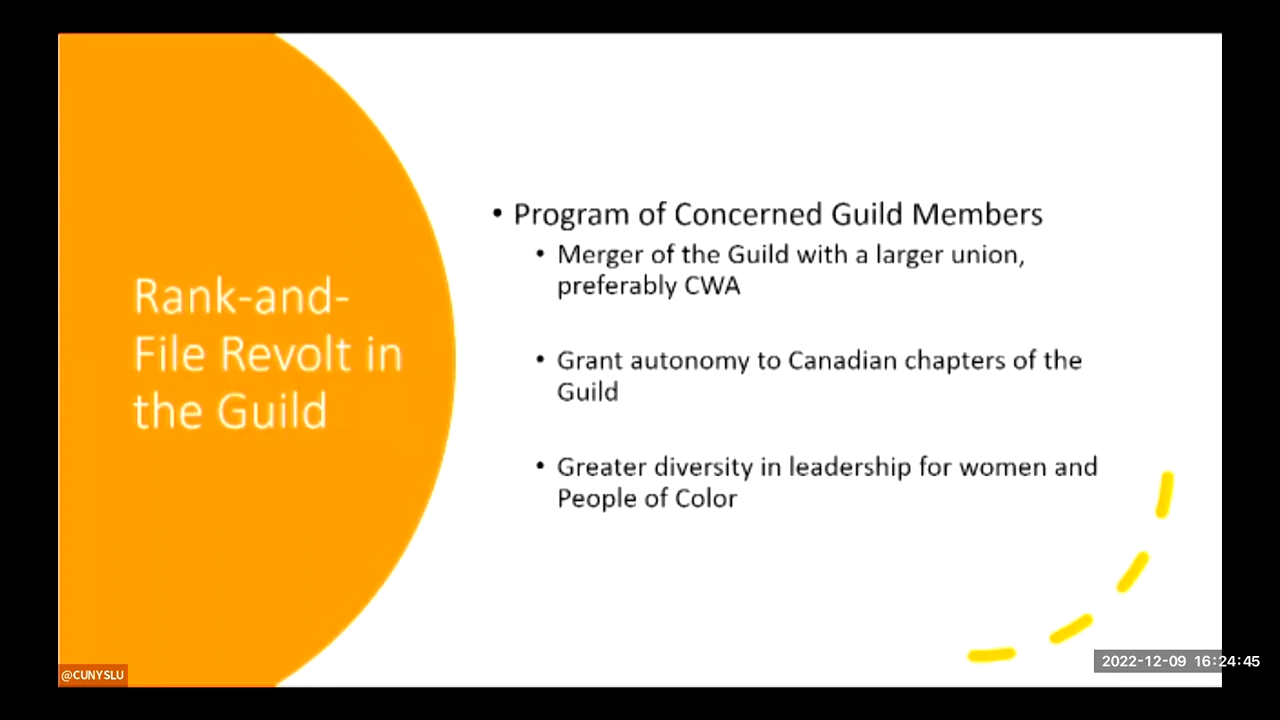 Rank-and-
File Revolt in
the Guild
• Program of Concerned Guild Members
• Merger of the Guild with a larger union,
preferably CWA
• Grant autonomy to Canadian chapters of the
Guild
• Greater diversity in leadership for women and
People of Color
@CUNYSLU
2022-12-09 16:24:45